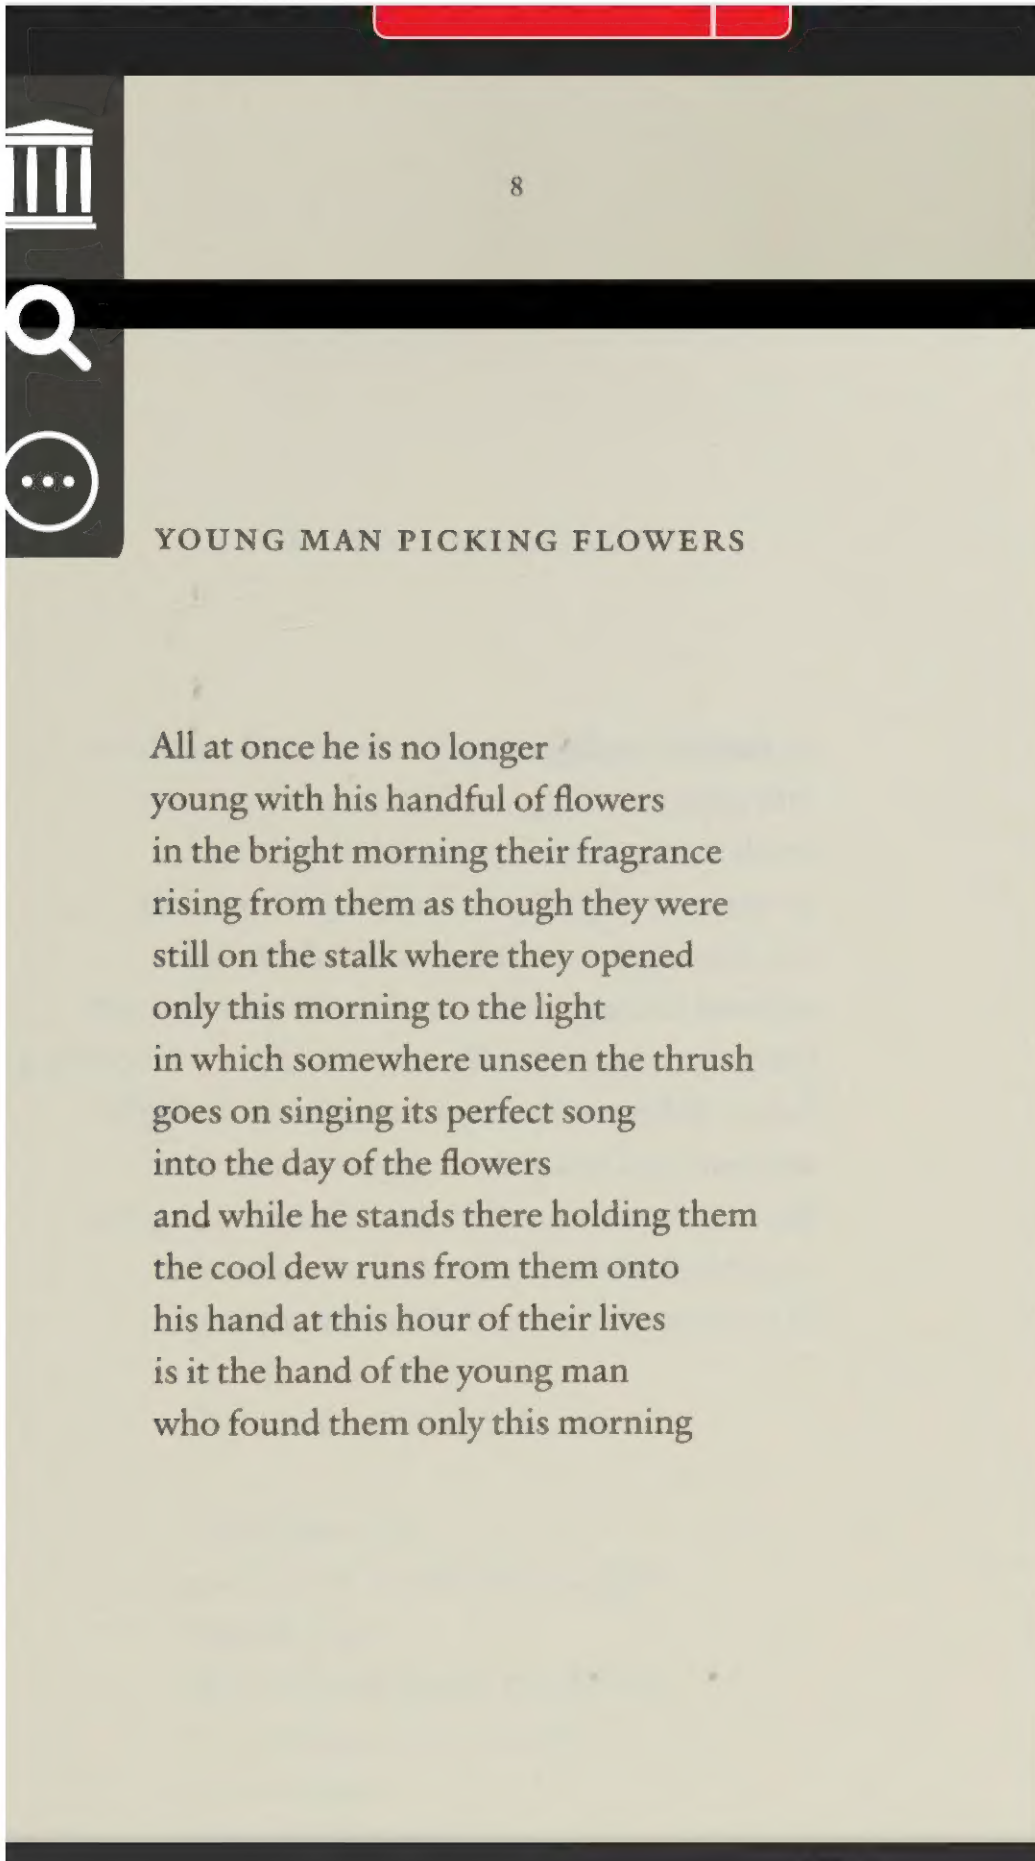 8
YOUNG MAN PICKING FLOWERS
All at once he is no longer
young with his handful of flowers
in the bright morning their fragrance
rising from them as though they were
still on the stalk where they opened
only this morning to the light
in which somewhere unseen the thrush
goes on singing its perfect song
into the day of the flowers
and while he stands there holding them
the cool dew runs from them onto
his hand at this hour of their lives
is it the hand of the young man
who found them only this morning